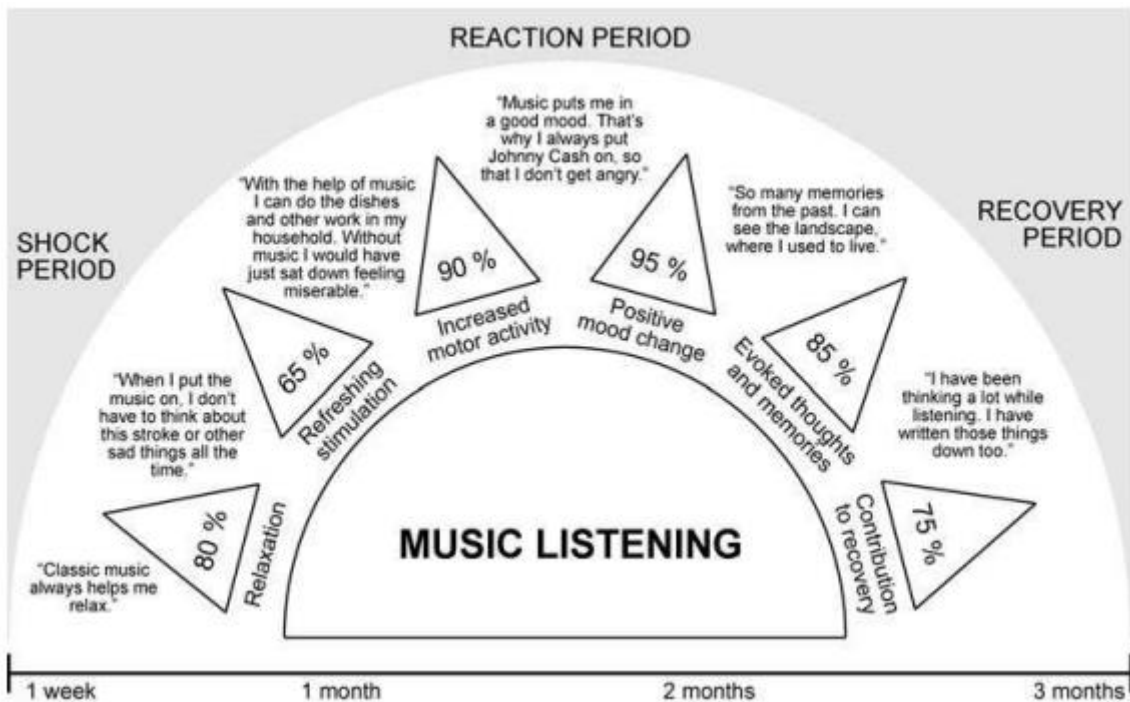 REACTION PERIOD
SHOCK
PERIOD
RECOVERY
PERIOD
“Classic music
always helps me
relax.”
80 %
Relaxation
“When I put the
music on, I don’t
have to think about
this stroke or other
sad things all the
time.”
65 %
Refreshing
stimulation
“With the help of music
I can do the dishes
and other work in my
household. Without
music I would have
just sat down feeling
miserable.”
90 %
Increased
motor activity
“Music puts me in
a good mood. That’s
why I always put
Johnny Cash on, so
that I don’t get angry.”
95 %
Positive
mood change
“So many memories
from the past. I can
see the landscape,
where I used to live.”
85 %
Evoked thoughts
and memories
“I have been
thinking a lot while
listening. I have
written those things
down too.”
75 %
Contribution
to recovery
MUSIC LISTENING
1 week
1 month
2 months
3 months